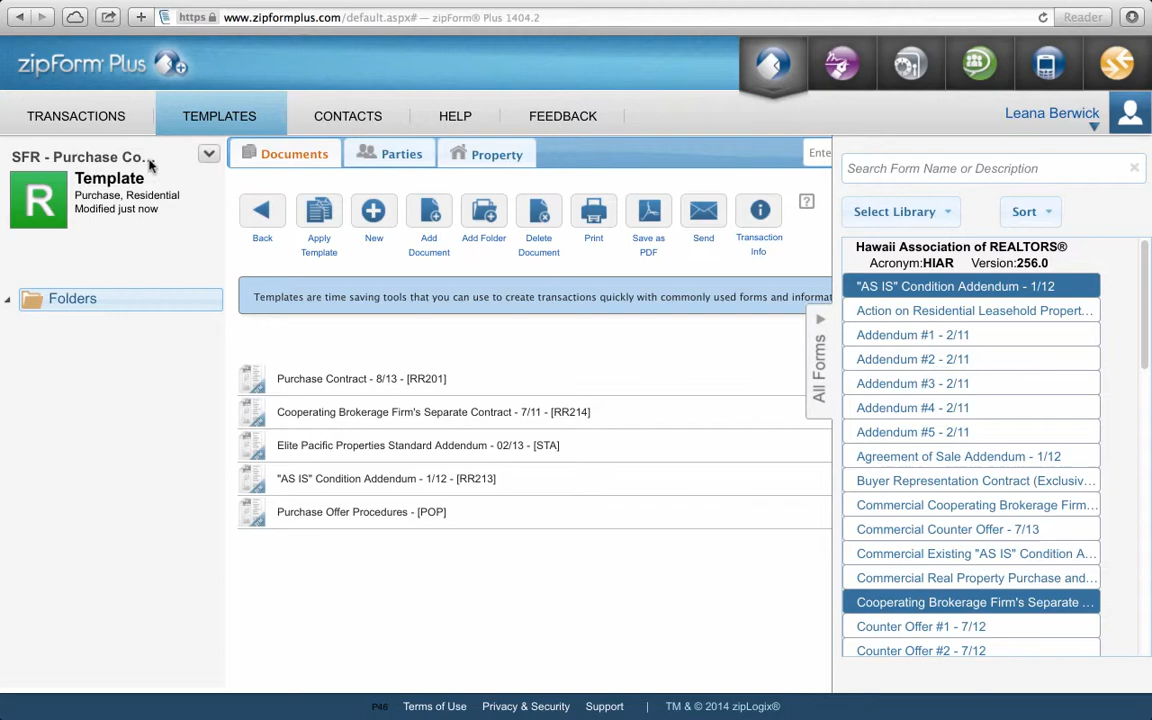 https www.zipformplus.com/default.aspx# — zipForm® Plus 1404.2 Reader
zipForm® Plus
TRANSACTIONS TEMPLATES CONTACTS HELP FEEDBACK Leana Berwick
SFR - Purchase Co...
R
Template
Purchase, Residential
Modified just now
Folders
Documents Parties Property Ente
Back Apply Template New Add Document Add Folder Delete Document Print Save as PDF Send Transaction Info ?
Templates are time saving tools that you can use to create transactions quickly with commonly used forms and informat
Purchase Contract - 8/13 - [RR201]
Cooperating Brokerage Firm's Separate Contract - 7/11 - [RR214]
Elite Pacific Properties Standard Addendum - 02/13 - [STA]
"AS IS" Condition Addendum - 1/12 - [RR213]
Purchase Offer Procedures - [POP]
All Forms
Search Form Name or Description
Select Library Sort
Hawaii Association of REALTORS®
Acronym:HIAR Version:256.0
"AS IS" Condition Addendum - 1/12
Action on Residential Leasehold Propert...
Addendum #1 - 2/11
Addendum #2 - 2/11
Addendum #3 - 2/11
Addendum #4 - 2/11
Addendum #5 - 2/11
Agreement of Sale Addendum - 1/12
Buyer Representation Contract (Exclusiv...
Commercial Cooperating Brokerage Firm...
Commercial Counter Offer - 7/13
Commercial Existing "AS IS" Condition A...
Commercial Real Property Purchase and...
Cooperating Brokerage Firm's Separate ...
Counter Offer #1 - 7/12
Counter Offer #2 - 7/12
P46 Terms of Use Privacy & Security Support | TM & © 2014 zipLogix®